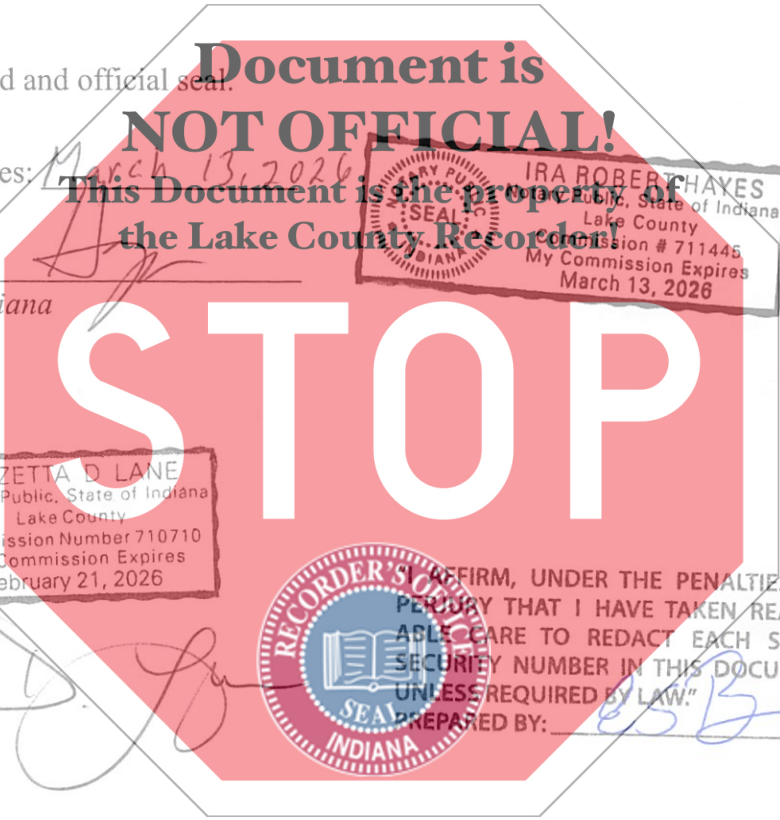 d and official seal.
Document is
NOT OFFICIAL!
es: March 13, 2026
This Document is the property of
the Lake County Recorder!
NOTARY PUBLIC
SEAL
INDIANA
IRA ROBERT HAYES
Notary Public, State of Indiana
Lake County
Commission # 711445
My Commission Expires
March 13, 2026
iana
STOP
ZETTA D LANE
Public, State of Indiana
Lake County
ission Number 710710
Commission Expires
ebruary 21, 2026
RECORDER'S OFFICE
SEAL
INDIANA
"I AFFIRM, UNDER THE PENALTIE
PERJURY THAT I HAVE TAKEN REA
ABLE CARE TO REDACT EACH S
SECURITY NUMBER IN THIS DOCU
UNLESS REQUIRED BY LAW."
PREPARED BY: